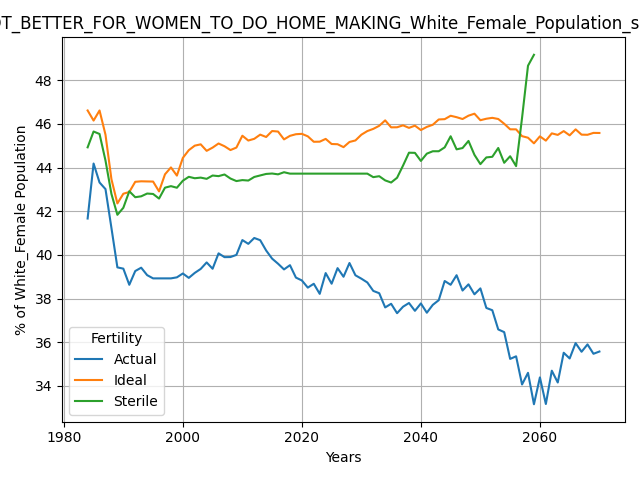 OT_BETTER_FOR_WOMEN_TO_DO_HOME_MAKING_White_Female_Population_s
48
46
44
42
40
38
36
34
% of White_Female Population
Fertility
Actual
Ideal
Sterile
1980
2000
2020
2040
2060
Years